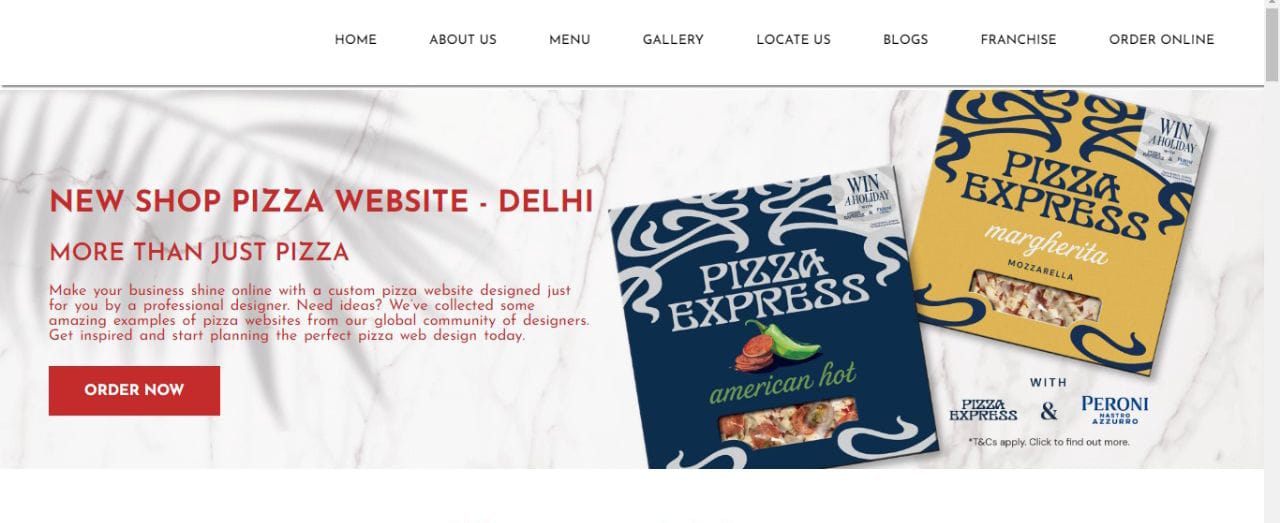 HOME ABOUT US MENU GALLERY LOCATE US BLOGS FRANCHISE ORDER ONLINE
NEW SHOP PIZZA WEBSITE - DELHI
MORE THAN JUST PIZZA
Make your business shine online with a custom pizza website designed just
for you by a professional designer. Need ideas? We've collected some
amazing examples of pizza websites from our global community of designers.
Get inspired and start planning the perfect pizza web design today.
ORDER NOW
WIN
A HOLIDAY
WITH
PIZZA
EXPRESS
american hot
WIN
A HOLIDAY
WITH
PIZZA
EXPRESS
margherita
MOZZARELLA
WITH
PIZZA
EXPRESS
&
PERONI
NASTRO
AZZURRO
*T&Cs apply. Click to find out more.